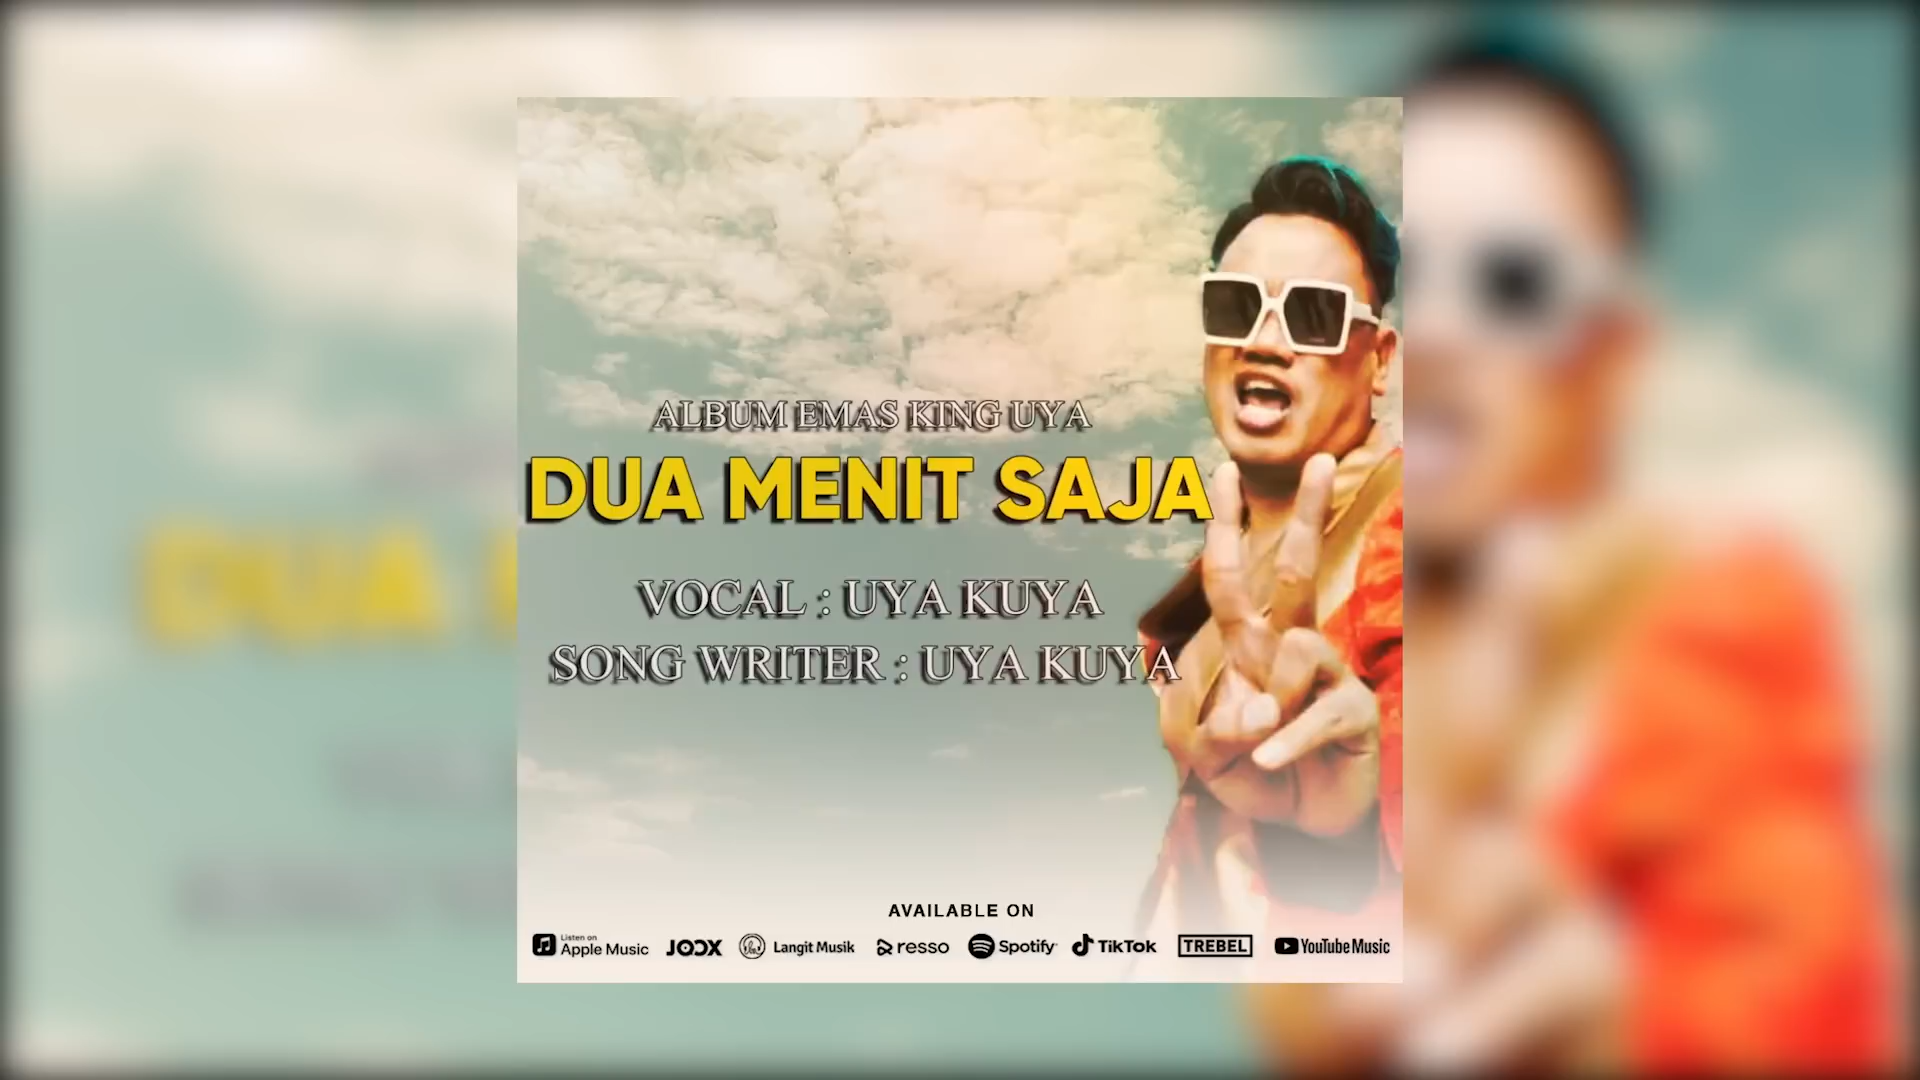 ALBUM EMAS KING UYA
DUA MENIT SAJA
VOCAL : UYA KUYA
SONG WRITER : UYA KUYA
AVAILABLE ON
Listen on
Apple Music JOOX Langit Musik resso Spotify TikTok TREBEL YouTube Music